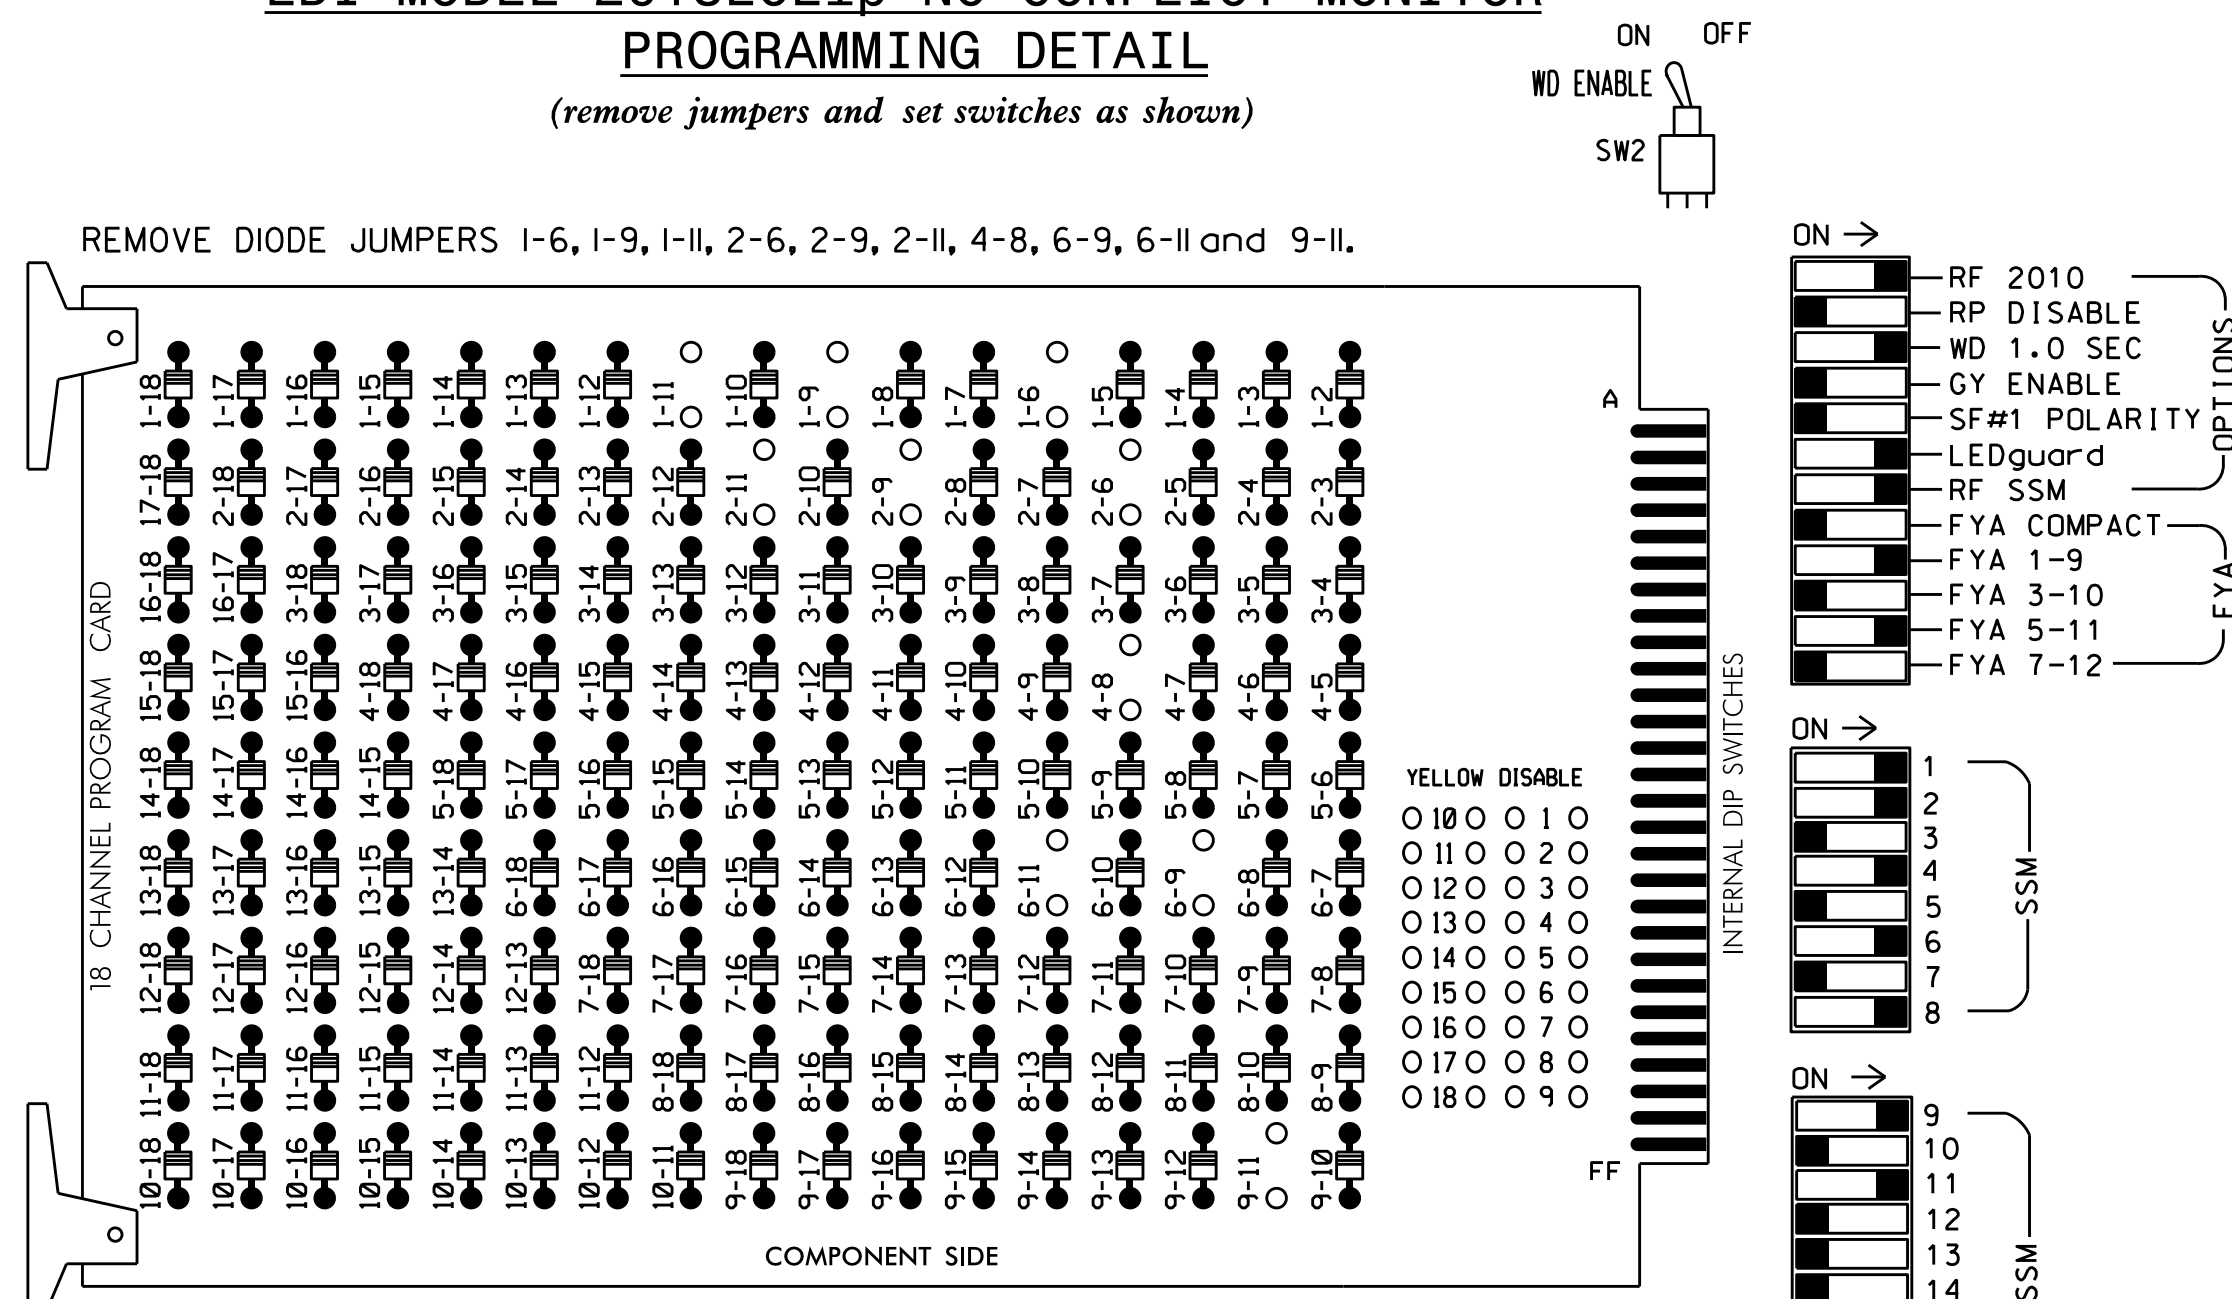 PROGRAMMING DETAIL
(remove jumpers and set switches as shown)
ON OFF
WD ENABLE
SW2
REMOVE DIODE JUMPERS 1-6, 1-9, 1-11, 2-6, 2-9, 2-11, 4-8, 6-9, 6-11 and 9-11.
18 CHANNEL PROGRAM CARD
1-18 1-17 1-16 1-15 1-14 1-13 1-12 1-11 1-10 1-9 1-8 1-7 1-6 1-5 1-4 1-3 1-2
17-18 2-18 2-17 2-16 2-15 2-14 2-13 2-12 2-11 2-10 2-9 2-8 2-7 2-6 2-5 2-4 2-3
16-18 16-17 3-18 3-17 3-16 3-15 3-14 3-13 3-12 3-11 3-10 3-9 3-8 3-7 3-6 3-5 3-4
15-18 15-17 15-16 4-18 4-17 4-16 4-15 4-14 4-13 4-12 4-11 4-10 4-9 4-8 4-7 4-6 4-5
14-18 14-17 14-16 14-15 5-18 5-17 5-16 5-15 5-14 5-13 5-12 5-11 5-10 5-9 5-8 5-7 5-6
13-18 13-17 13-16 13-15 13-14 6-18 6-17 6-16 6-15 6-14 6-13 6-12 6-11 6-10 6-9 6-8 6-7
12-18 12-17 12-16 12-15 12-14 12-13 7-18 7-17 7-16 7-15 7-14 7-13 7-12 7-11 7-10 7-9 7-8
11-18 11-17 11-16 11-15 11-14 11-13 11-12 8-18 8-17 8-16 8-15 8-14 8-13 8-12 8-11 8-10 8-9
10-18 10-17 10-16 10-15 10-14 10-13 10-12 10-11 9-18 9-17 9-16 9-15 9-14 9-13 9-12 9-11 9-10
COMPONENT SIDE
YELLOW DISABLE
10 1
11 2
12 3
13 4
14 5
15 6
16 7
17 8
18 9
A
FF
INTERNAL DIP SWITCHES
ON
RF 2010
RP DISABLE
WD 1.0 SEC
GY ENABLE
SF#1 POLARITY
LEDguard
RF SSM
OPTIONS
FYA COMPACT
FYA 1-9
FYA 3-10
FYA 5-11
FYA 7-12
FYA
ON
1
2
3
4
5
6
7
8
SSM
ON
9
10
11
12
13
14
SSM